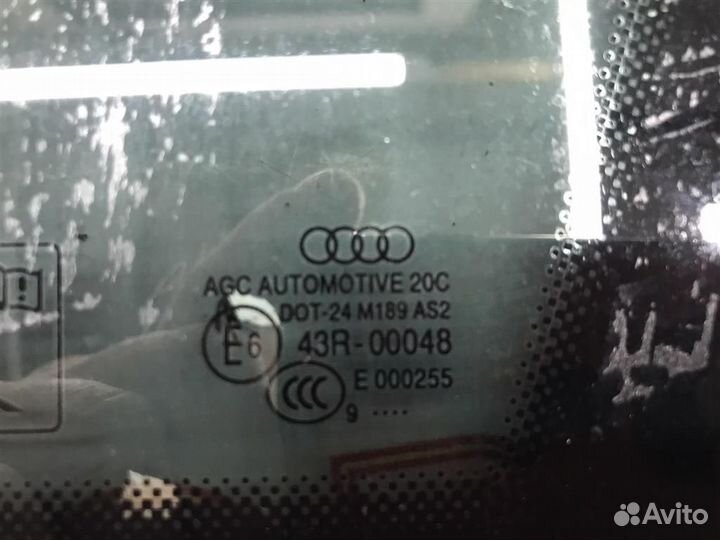 AGC AUTOMOTIVE 20C
DOT-24 M189 AS2
E6 43R-00048
CCC E 000255
9 ....
Avito